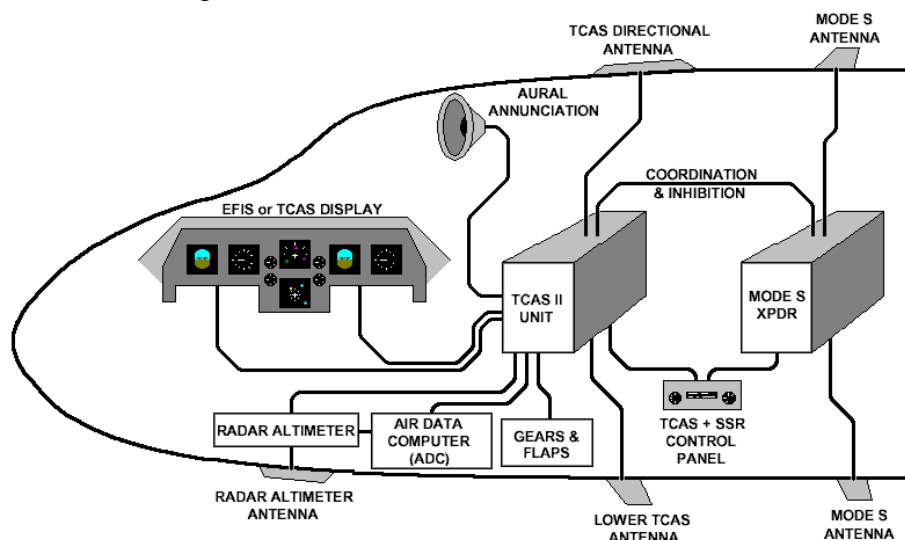 TCAS DIRECTIONAL
ANTENNA
MODE S
ANTENNA
AURAL
ANNUNCIATION
COORDINATION
& INHIBITION
EFIS or TCAS DISPLAY
TCAS II
UNIT
MODE S
XPDR
RADAR ALTIMETER
AIR DATA
COMPUTER
(ADC)
GEARS &
FLAPS
TCAS + SSR
CONTROL
PANEL
RADAR ALTIMETER
ANTENNA
LOWER TCAS
ANTENNA
MODE S
ANTENNA